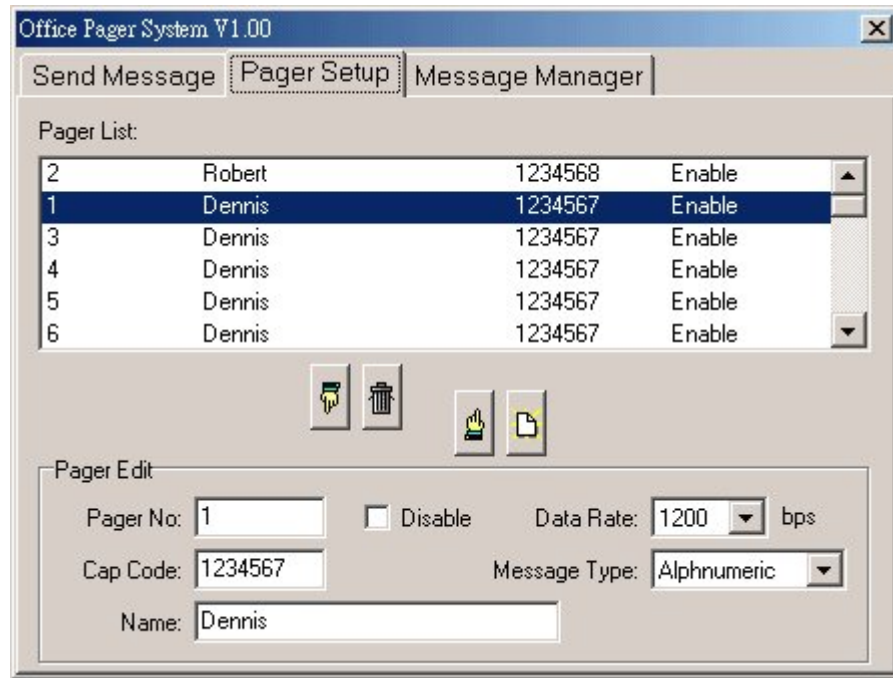 Office Pager System V1.00
Send Message Pager Setup Message Manager
Pager List:
2 Robert 1234568 Enable
1 Dennis 1234567 Enable
3 Dennis 1234567 Enable
4 Dennis 1234567 Enable
5 Dennis 1234567 Enable
6 Dennis 1234567 Enable
Pager Edit
Pager No: 1 Disable Data Rate: 1200 bps
Cap Code: 1234567 Message Type: Alphnumeric
Name: Dennis